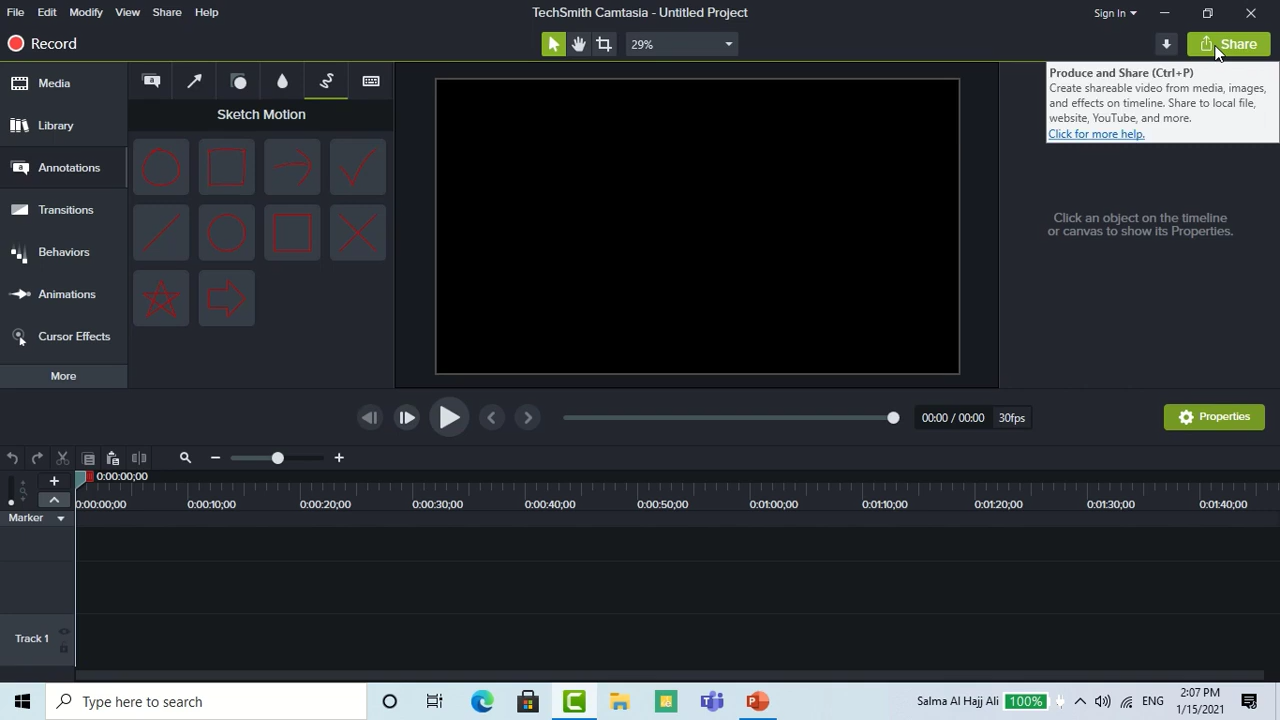 File Edit Modify View Share Help
TechSmith Camtasia - Untitled Project
Sign In
Record
29%
Share
Produce and Share (Ctrl+P)
Create shareable video from media, images,
and effects on timeline. Share to local file,
website, YouTube, and more.
Click for more help.
Media
Library
Annotations
Transitions
Behaviors
Animations
Cursor Effects
More
Sketch Motion
Click an object on the timeline
or canvas to show its Properties.
00:00 / 00:00 30fps
Properties
0:00:00;00
0:00:00;00 0:00:10;00 0:00:20;00 0:00:30;00 0:00:40;00 0:00:50;00 0:01:00;00 0:01:10;00 0:01:20;00 0:01:30;00 0:01:40;00
Marker
Track 1
Type here to search
Salma Al Hajj Ali 100% ENG
2:07 PM
1/15/2021